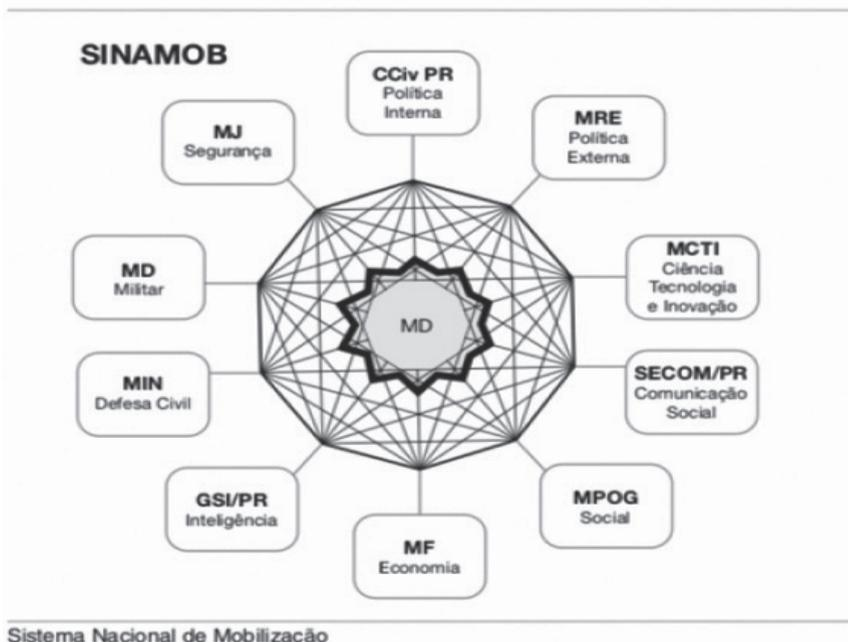 SINAMOB
CCiv PR
Política
Interna
MJ
Segurança
MRE
Política
Externa
MD
Militar
MCTI
Ciência
Tecnologia
e Inovação
MD
MIN
Defesa Civil
SECOM/PR
Comunicação
Social
GSI/PR
Inteligência
MPOG
Social
MF
Economia
Sistema Nacional de Mobilização